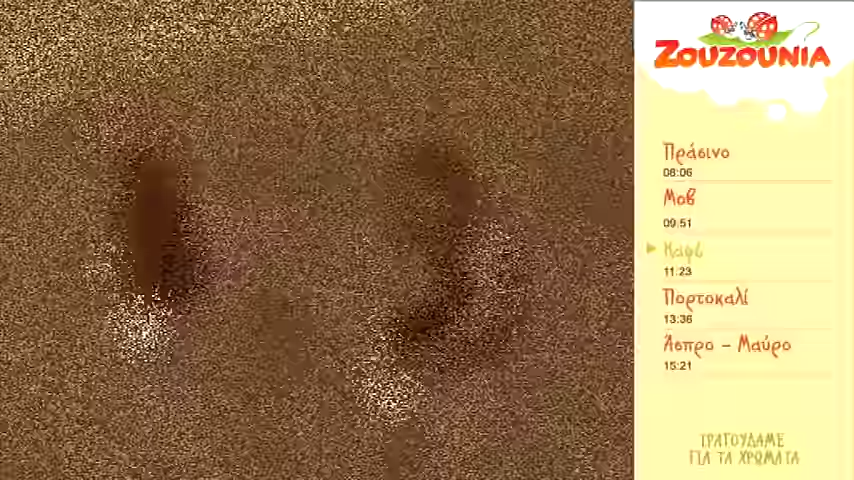 ZOUZOUNIA
Πράσινο
08:06
Μοβ
09:51
Καφέ
11:23
Πορτοκαλί
13:36
Άσπρο - Μαύρο
15:21
ΤΡΑΓΟΥΔΑΜΕ
ΓΙΑ ΤΑ ΧΡΩΜΑΤΑ